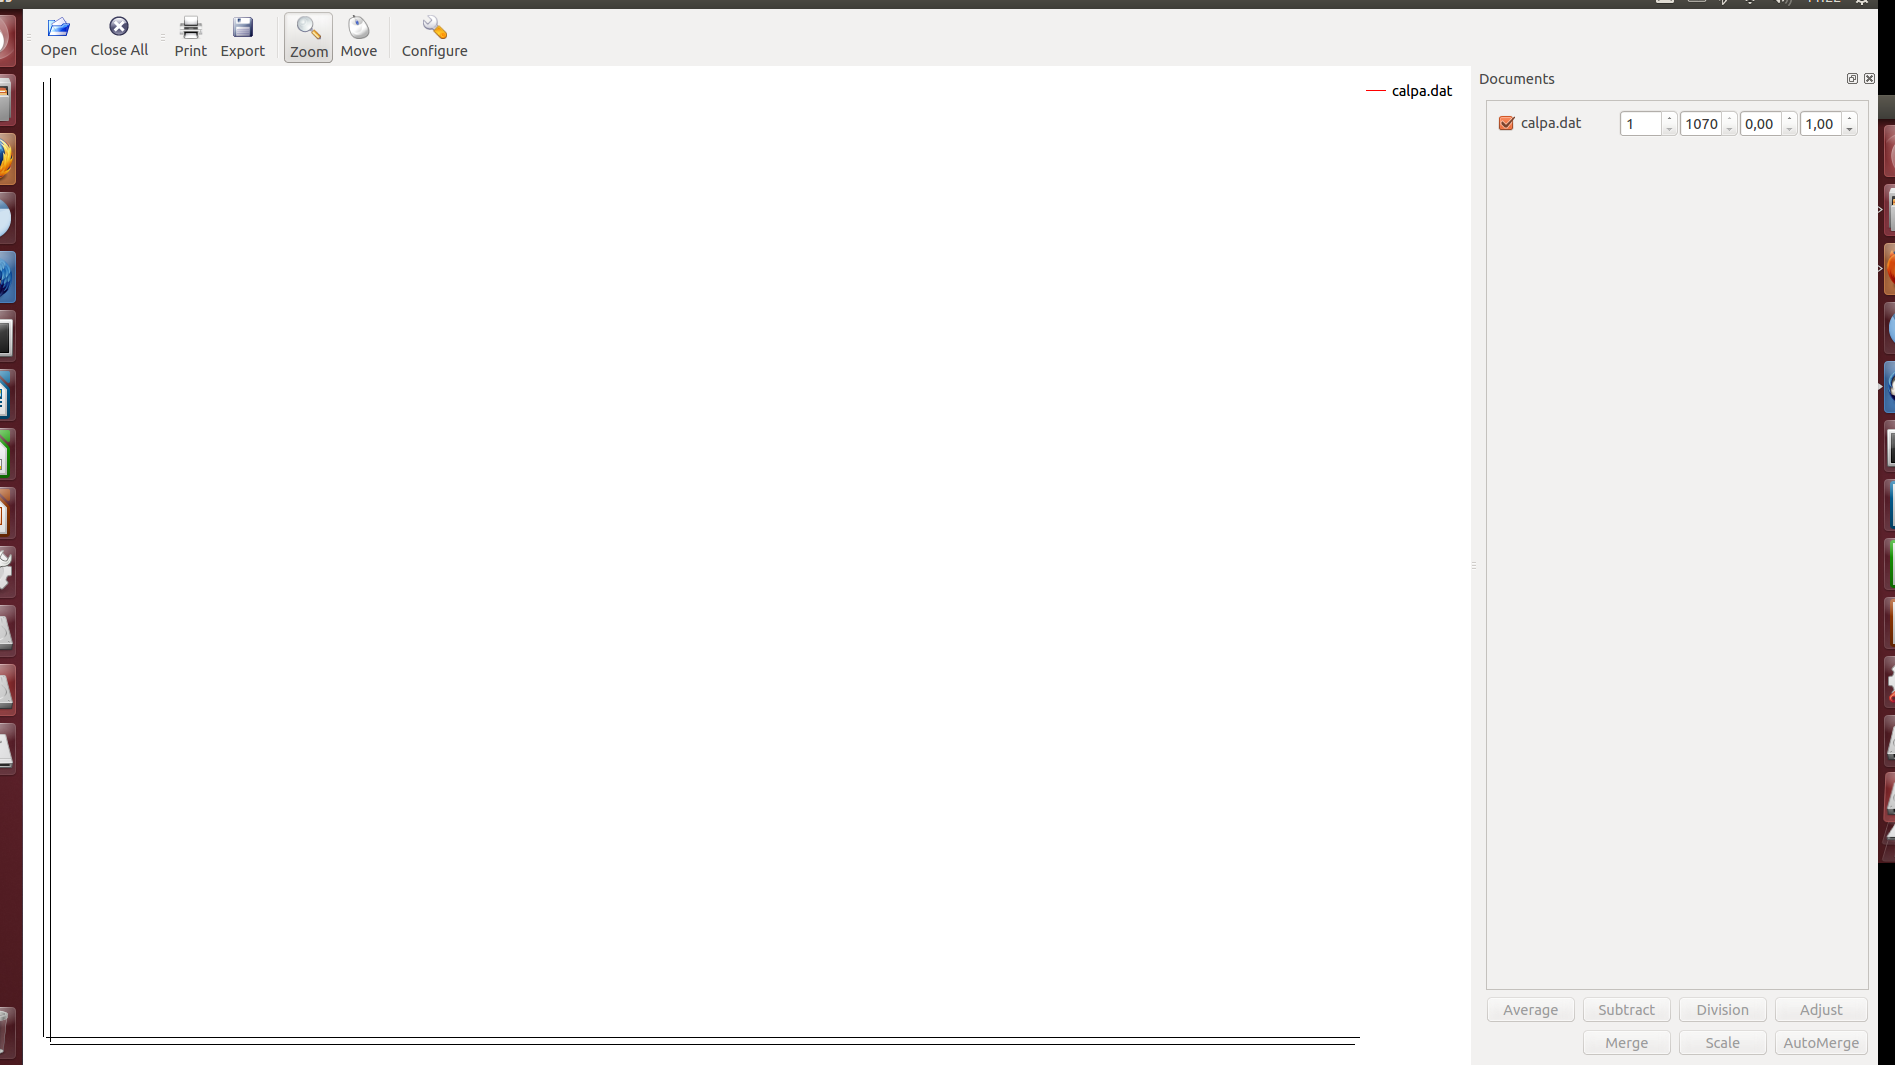 Open Close All Print Export Zoom Move Configure
calpa.dat
Documents
calpa.dat 1 1070 0,00 1,00
Average Subtract Division Adjust
Merge Scale AutoMerge